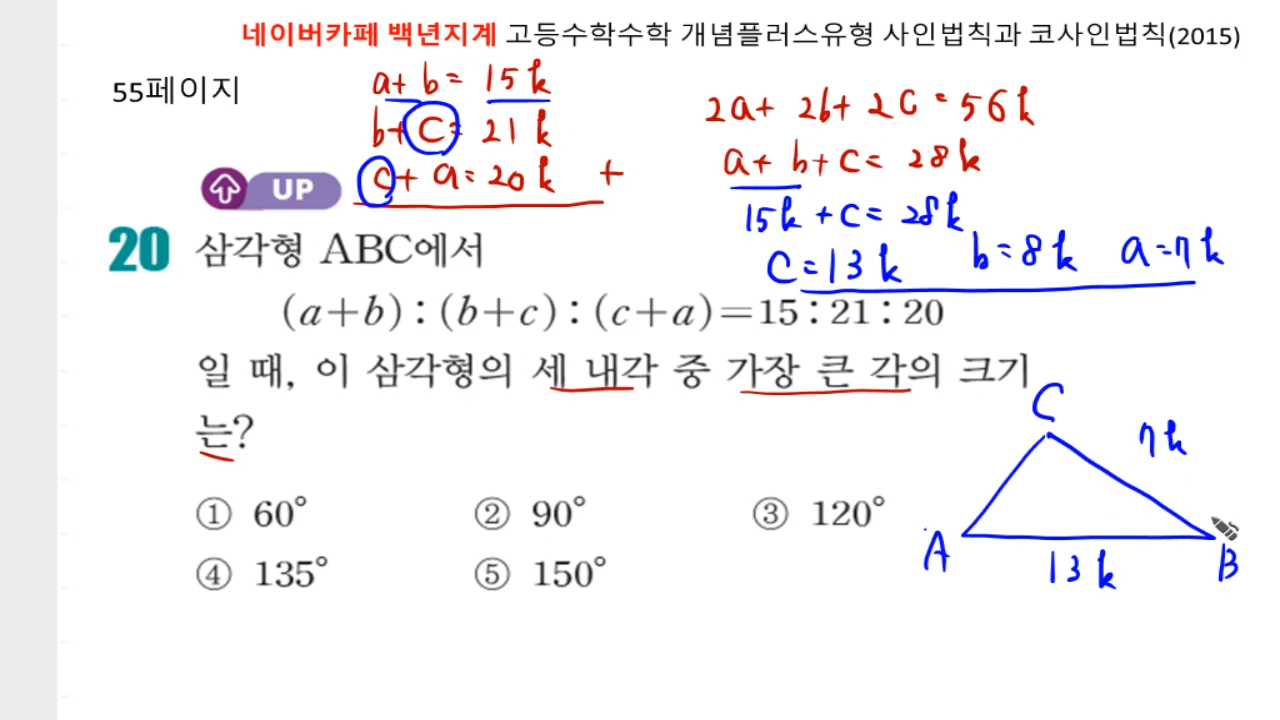 네이버카페 백년지계 고등수학수학 개념플러스유형 사인법칙과 코사인법칙(2015)
55페이지
a+ b = 15k
b+ C = 21k
c+ a = 20k +
2a+ 2b+ 2C = 56k
a+ b+c = 28k
15k +c = 28k
C = 13k b=8k a=7k
UP
20 삼각형 ABC에서
(a+b) : (b+c) : (c+a)=15 : 21 : 20
일 때, 이 삼각형의 세 내각 중 가장 큰 각의 크기
는?
① 60° ② 90° ③ 120°
④ 135° ⑤ 150°
C
7k
A
13k
B